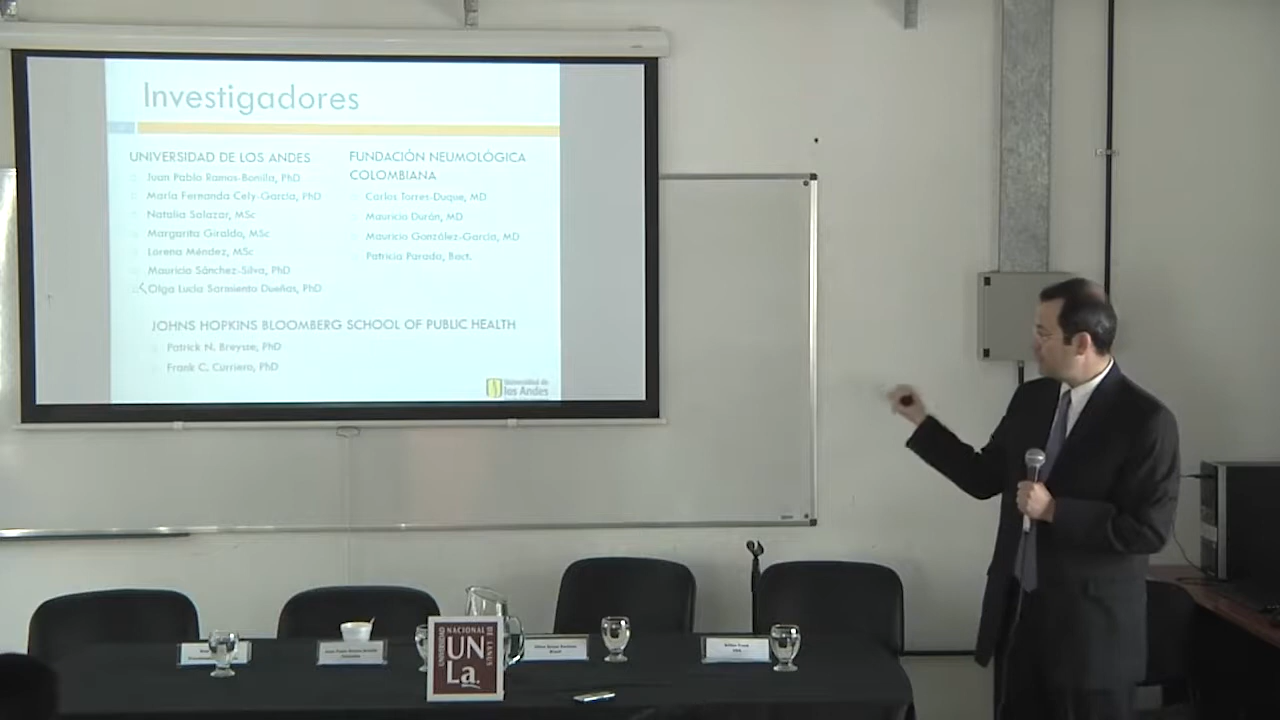 Investigadores
UNIVERSIDAD DE LOS ANDES
Juan Pablo Ramos-Bonilla, PhD
María Fernanda Cely-García, PhD
Natalia Salazar, MSc
Margarita Giraldo, MSc
Lorena Méndez, MSc
Mauricio Sánchez-Silva, PhD
Olga Lucía Sarmiento Dueñas, PhD
FUNDACIÓN NEUMOLÓGICA
COLOMBIANA
Carlos Torres-Duque, MD
Mauricio Durán, MD
Mauricio González-García, MD
Patricia Parada, Bact.
JOHNS HOPKINS BLOOMBERG SCHOOL OF PUBLIC HEALTH
Patrick N. Breysse, PhD
Frank C. Curriero, PhD
Universidad de
los Andes
UNIVERSIDAD
NACIONAL
DE LANUS
UN
La.